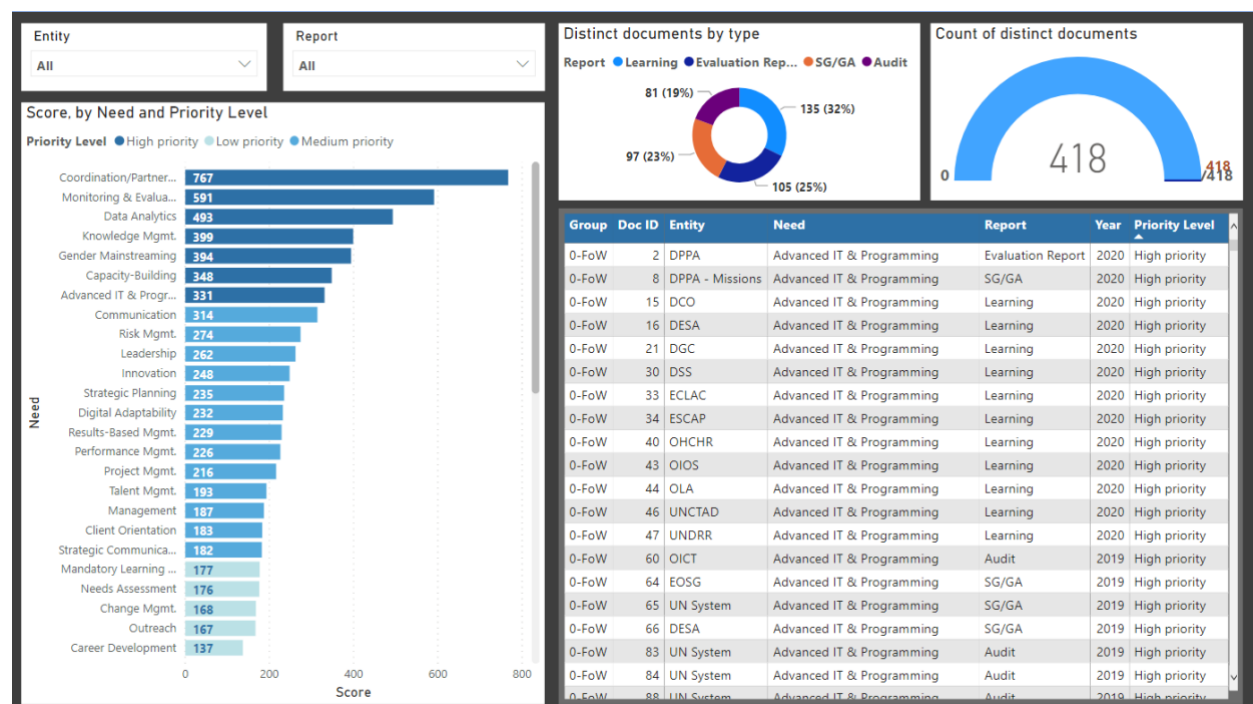 Entity
All
Report
All
Score, by Need and Priority Level
Priority Level High priority Low priority Medium priority
Need
Coordination/Partner... 767
Monitoring & Evalua... 591
Data Analytics 493
Knowledge Mgmt. 399
Gender Mainstreaming 394
Capacity-Building 348
Advanced IT & Progr... 331
Communication 314
Risk Mgmt. 274
Leadership 262
Innovation 248
Strategic Planning 235
Digital Adaptability 232
Results-Based Mgmt. 229
Performance Mgmt. 226
Project Mgmt. 216
Talent Mgmt. 193
Management 187
Client Orientation 183
Strategic Communica... 182
Mandatory Learning ... 177
Needs Assessment 176
Change Mgmt. 168
Outreach 167
Career Development 137
0 200 400 600 800
Score
Distinct documents by type
Report Learning Evaluation Rep... SG/GA Audit
81 (19%)
135 (32%)
97 (23%)
105 (25%)
Count of distinct documents
418
0
418
/418
Group Doc ID Entity Need Report Year Priority Level
0-FoW 2 DPPA Advanced IT & Programming Evaluation Report 2020 High priority
0-FoW 8 DPPA - Missions Advanced IT & Programming SG/GA 2020 High priority
0-FoW 15 DCO Advanced IT & Programming Learning 2020 High priority
0-FoW 16 DESA Advanced IT & Programming Learning 2020 High priority
0-FoW 21 DGC Advanced IT & Programming Learning 2020 High priority
0-FoW 30 DSS Advanced IT & Programming Learning 2020 High priority
0-FoW 33 ECLAC Advanced IT & Programming Learning 2020 High priority
0-FoW 34 ESCAP Advanced IT & Programming Learning 2020 High priority
0-FoW 40 OHCHR Advanced IT & Programming Learning 2020 High priority
0-FoW 43 OIOS Advanced IT & Programming Learning 2020 High priority
0-FoW 44 OLA Advanced IT & Programming Learning 2020 High priority
0-FoW 46 UNCTAD Advanced IT & Programming Learning 2020 High priority
0-FoW 47 UNDRR Advanced IT & Programming Learning 2020 High priority
0-FoW 60 OICT Advanced IT & Programming Audit 2019 High priority
0-FoW 64 EOSG Advanced IT & Programming SG/GA 2019 High priority
0-FoW 65 UN System Advanced IT & Programming SG/GA 2019 High priority
0-FoW 66 DESA Advanced IT & Programming SG/GA 2019 High priority
0-FoW 83 UN System Advanced IT & Programming Audit 2019 High priority
0-FoW 84 UN System Advanced IT & Programming Audit 2019 High priority
0-FoW 88 UN System Advanced IT & Programming Audit 2019 High priority